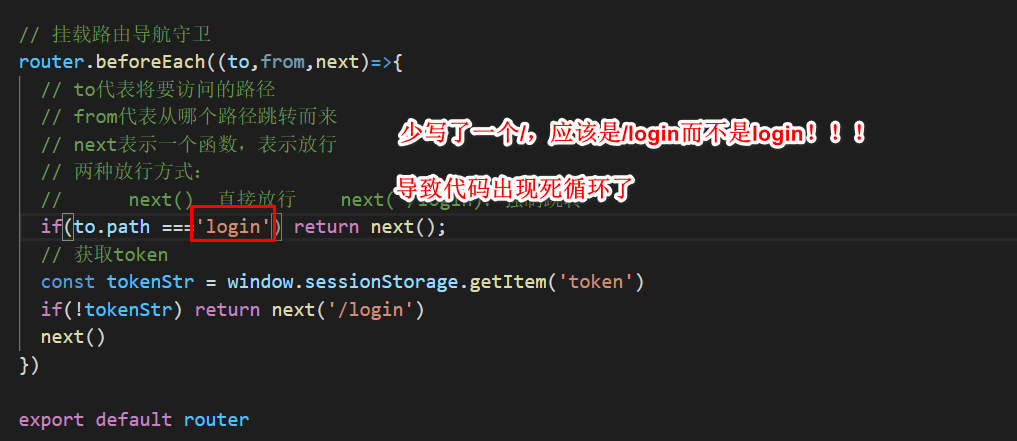 // 挂载路由导航守卫
router.beforeEach((to,from,next)=>{
// to代表将要访问的路径
// from代表从哪个路径跳转而来
少写了一个/，应该是/login而不是login！！！
// next表示一个函数，表示放行
// 两种放行方式：
导致代码出现死循环了
// next() 直接放行 next('/login'):
if(to.path ==='login') return next();
// 获取token
const tokenStr = window.sessionStorage.getItem('token')
if(!tokenStr) return next('/login')
next()
})
export default router